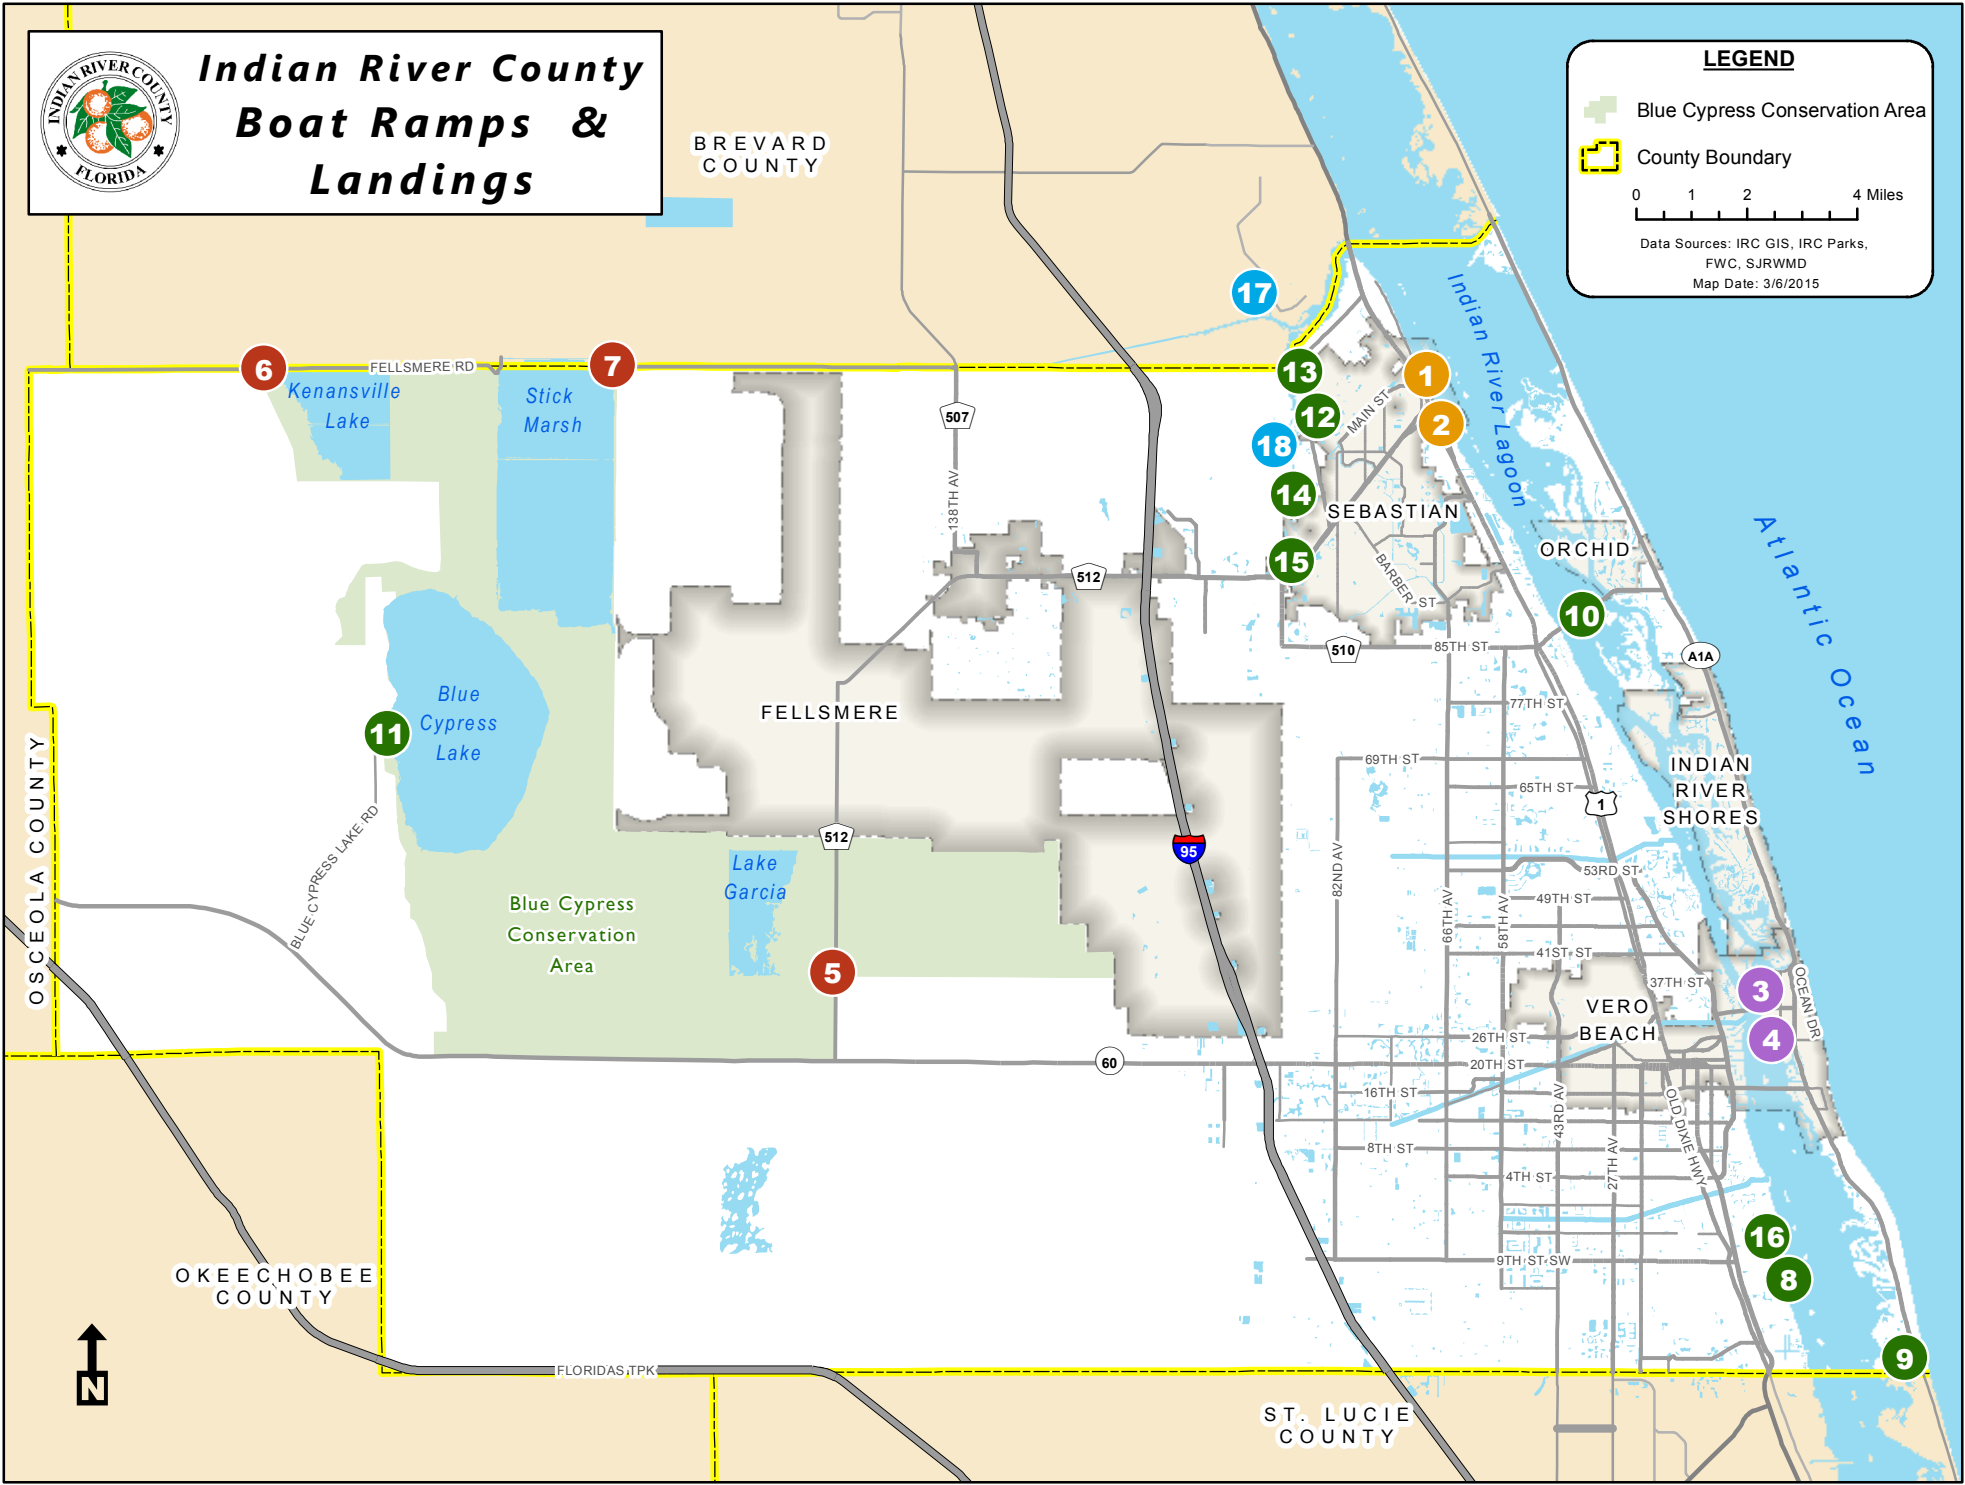 INDIAN RIVER COUNTY
FLORIDA
Indian River County
Boat Ramps &
Landings
LEGEND
Blue Cypress Conservation Area
County Boundary
0 1 2 4 Miles
Data Sources: IRC GIS, IRC Parks,
FWC, SJRWMD
Map Date: 3/6/2015
BREVARD
COUNTY
17
Indian River Lagoon
6
FELLSMERE RD
7
13
1
Kenansville
Lake
Stick
Marsh
507
12
MAIN ST
2
18
138TH AV
14
SEBASTIAN
Atlantic Ocean
ORCHID
15
512
BARBER ST
10
510
85TH ST
A1A
Blue
Cypress
Lake
77TH ST
FELLSMERE
11
69TH ST
INDIAN
RIVER
SHORES
65TH ST
1
OSCEOLA COUNTY
BLUE CYPRESS LAKE RD
512
95
82ND AV
Lake
Garcia
53RD ST
49TH ST
66TH AV
58TH AV
Blue Cypress
Conservation
Area
41ST ST
5
37TH ST
3
OCEAN DR
VERO
BEACH
4
26TH ST
60
20TH ST
16TH ST
43RD AV
OLD DIXIE HWY
8TH ST
27TH AV
4TH ST
16
9TH ST SW
8
OKEECHOBEE
COUNTY
9
FLORIDAS TPK
N
ST. LUCIE
COUNTY